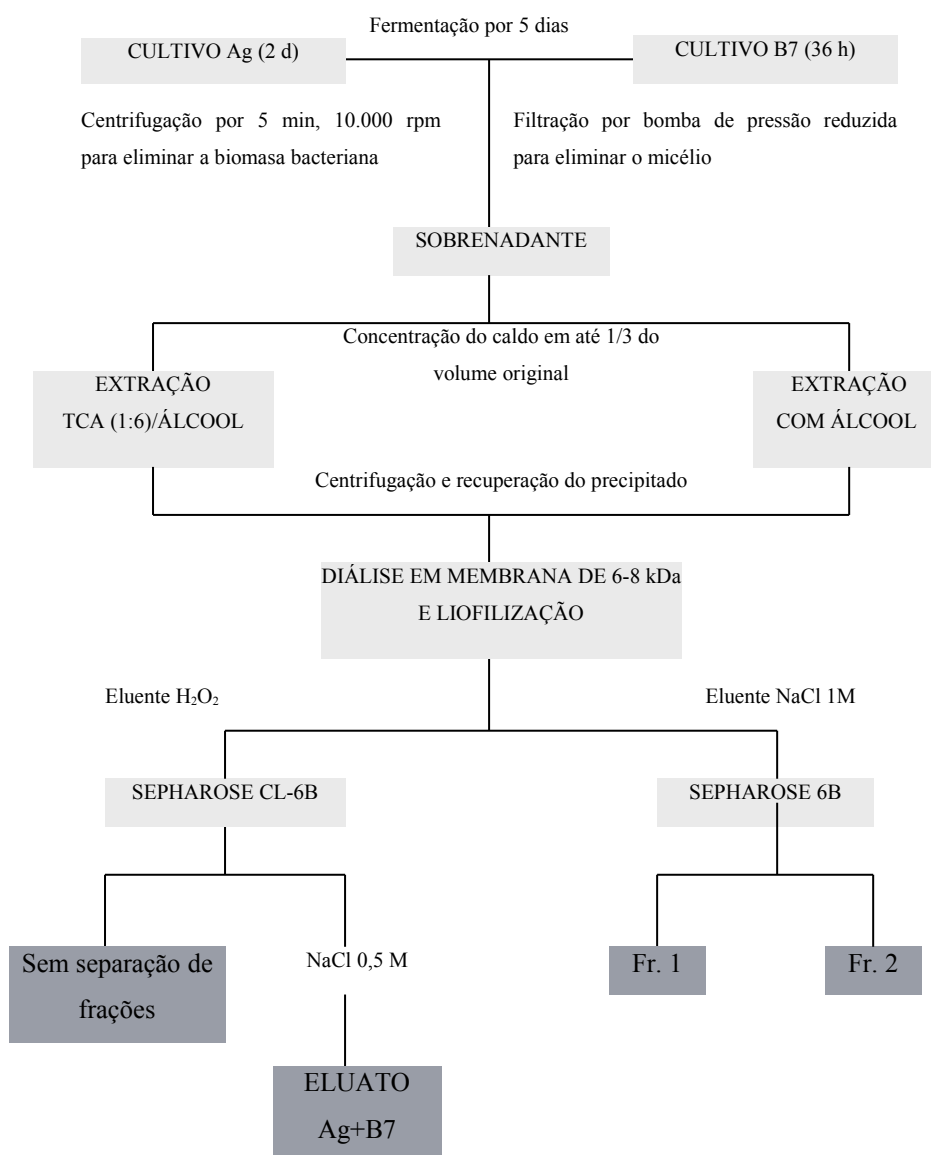 Fermentação por 5 dias
CULTIVO Ag (2 d)
CULTIVO B7 (36 h)
Centrifugação por 5 min, 10.000 rpm
para eliminar a biomasa bacteriana
Filtração por bomba de pressão reduzida
para eliminar o micélio
SOBRENADANTE
Concentração do caldo em até 1/3 do
volume original
EXTRAÇÃO
TCA (1:6)/ÁLCOOL
EXTRAÇÃO
COM ÁLCOOL
Centrifugação e recuperação do precipitado
DIÁLISE EM MEMBRANA DE 6-8 kDa
E LIOFILIZAÇÃO
Eluente H₂O₂
Eluente NaCl 1M
SEPHAROSE CL-6B
SEPHAROSE 6B
Sem separação de
frações
NaCl 0,5 M
Fr. 1
Fr. 2
ELUATO
Ag+B7